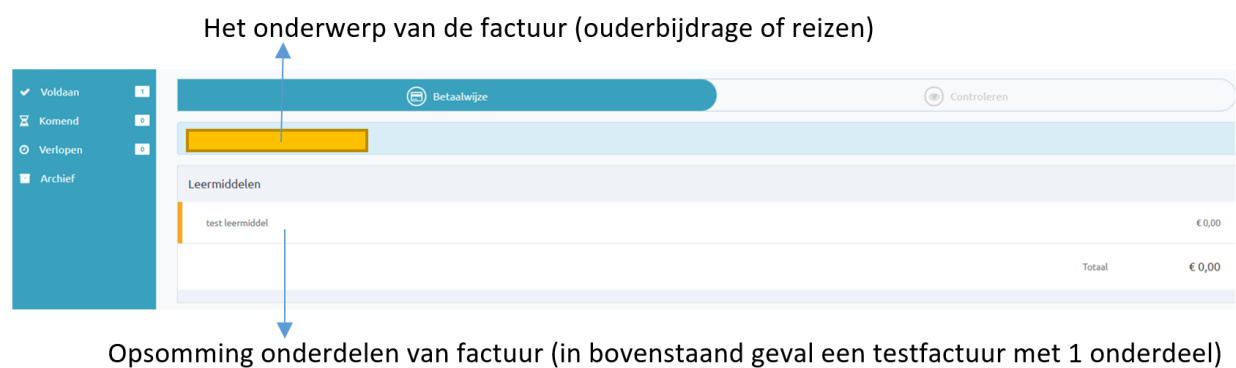 Het onderwerp van de factuur (ouderbijdrage of reizen)
Voldaan 1
Betaalwijze
Controleren
Komend 0
Verlopen 0
Archief
Leermiddelen
test leermiddel € 0,00
Totaal € 0,00
Opsomming onderdelen van factuur (in bovenstaand geval een testfactuur met 1 onderdeel)